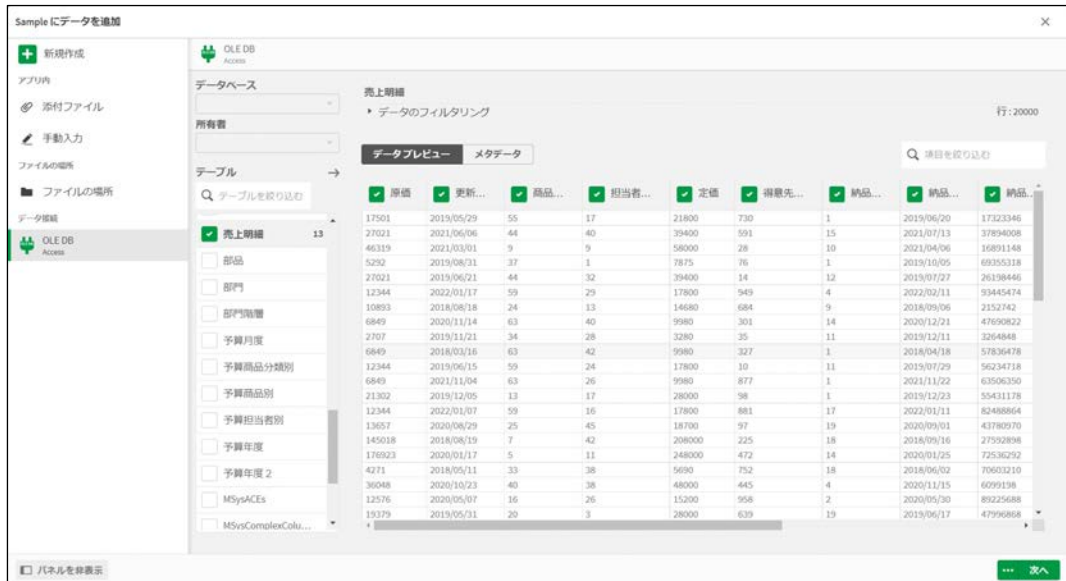 Sample にデータを追加
新規作成
アプリ内
添付ファイル
手動入力
ファイルの場所
ファイルの場所
データ接続
OLE DB
Access
OLE DB
Access
データベース
所有者
テーブル
テーブルを絞り込む
売上明細 13
部品
部門
部門階層
予算月度
予算商品分類別
予算商品別
予算担当者別
予算年度
予算年度 2
MSysACEs
MSysComplexColu...
売上明細
データのフィルタリング 行 : 20000
データプレビュー メタデータ
項目を絞り込む
原価 更新... 商品... 担当者... 定価 得意先... 納品... 納品... 納品...
17501 2019/05/29 55 17 21800 730 1 2019/06/20 17323346
27021 2021/06/06 44 40 39400 591 15 2021/07/13 37894008
46319 2021/03/01 9 9 58000 28 10 2021/04/06 16891148
5292 2019/08/31 37 1 7875 76 1 2019/10/05 69355318
27021 2019/06/21 44 32 39400 14 12 2019/07/27 26198446
12344 2022/01/17 59 29 17800 949 4 2022/02/11 93445474
10893 2018/08/18 24 13 14680 684 9 2018/09/06 2152742
6849 2020/11/14 63 40 9980 301 14 2020/12/21 47690822
2707 2019/11/21 34 28 3280 35 11 2019/12/11 3264848
6849 2018/03/16 63 42 9980 327 1 2018/04/18 57836478
12344 2019/06/15 59 24 17800 10 11 2019/07/29 56234718
6849 2021/11/04 63 26 9980 877 1 2021/11/22 63506350
21302 2019/12/05 13 17 28000 98 1 2019/12/23 55431178
12344 2022/01/07 59 16 17800 881 17 2022/01/11 82488864
13657 2020/08/29 25 45 18700 97 19 2020/09/01 43780970
145018 2018/08/19 7 42 208000 225 18 2018/09/16 27592898
176923 2020/01/17 5 11 248000 472 14 2020/01/25 72536292
4271 2018/05/11 33 38 5690 752 18 2018/06/02 70603210
36048 2020/10/23 40 38 48000 445 4 2020/11/15 6099198
12576 2020/05/07 16 26 15200 958 2 2020/05/30 89225688
19379 2019/05/31 20 3 28000 639 19 2019/06/17 47996868
パネルを非表示
次へ